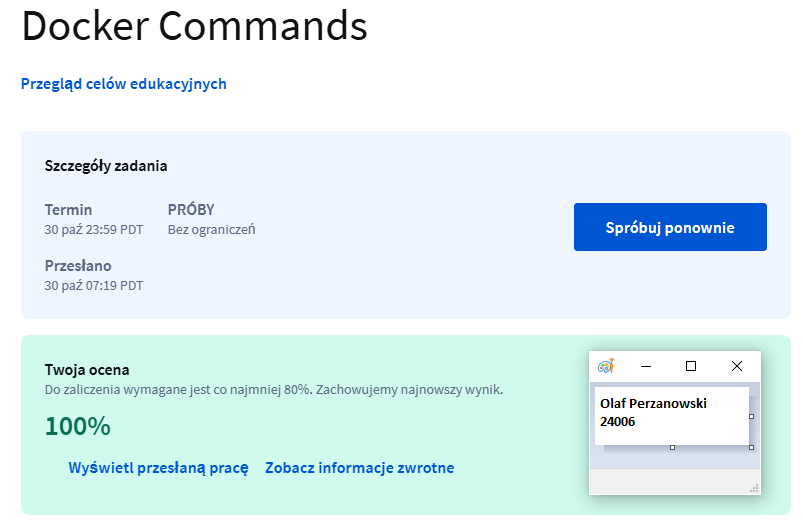 Docker Commands
Przegląd celów edukacyjnych
Szczegóły zadania
Termin
30 paź 23:59 PDT
PRÓBY
Bez ograniczeń
Spróbuj ponownie
Przesłano
30 paź 07:19 PDT
Twoja ocena
Do zaliczenia wymagane jest co najmniej 80%. Zachowujemy najnowszy wynik.
100%
Wyświetl przesłaną pracę Zobacz informacje zwrotne
Olaf Perzanowski
24006